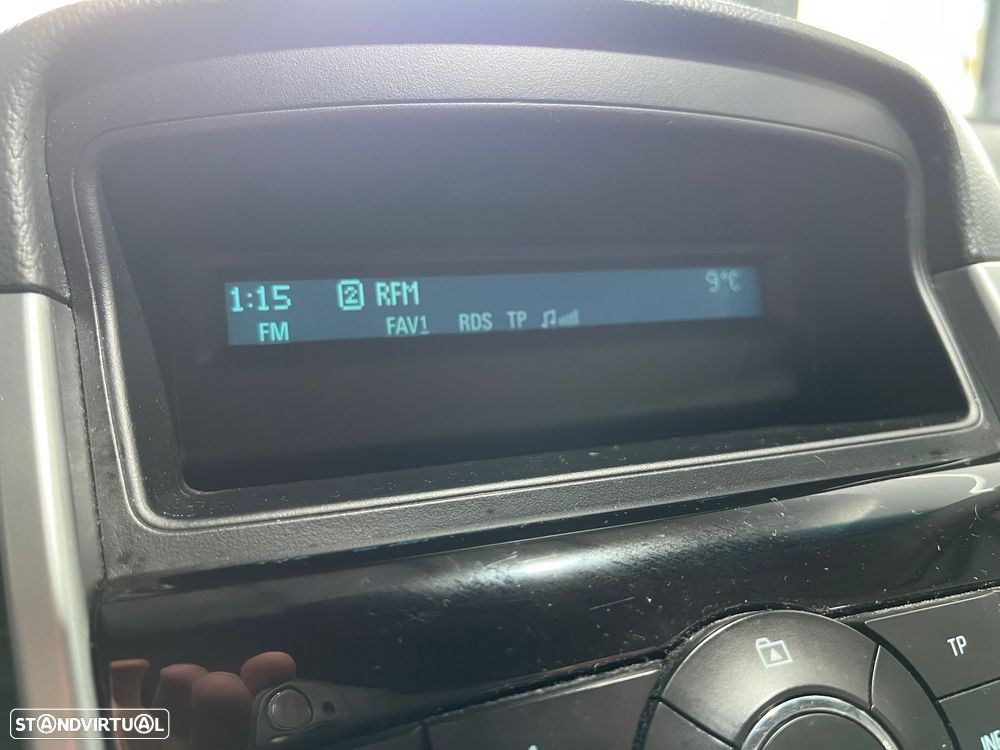 1:15 2 RFM 9°C
FM FAV1 RDS TP
TP
STANDVIRTUAL